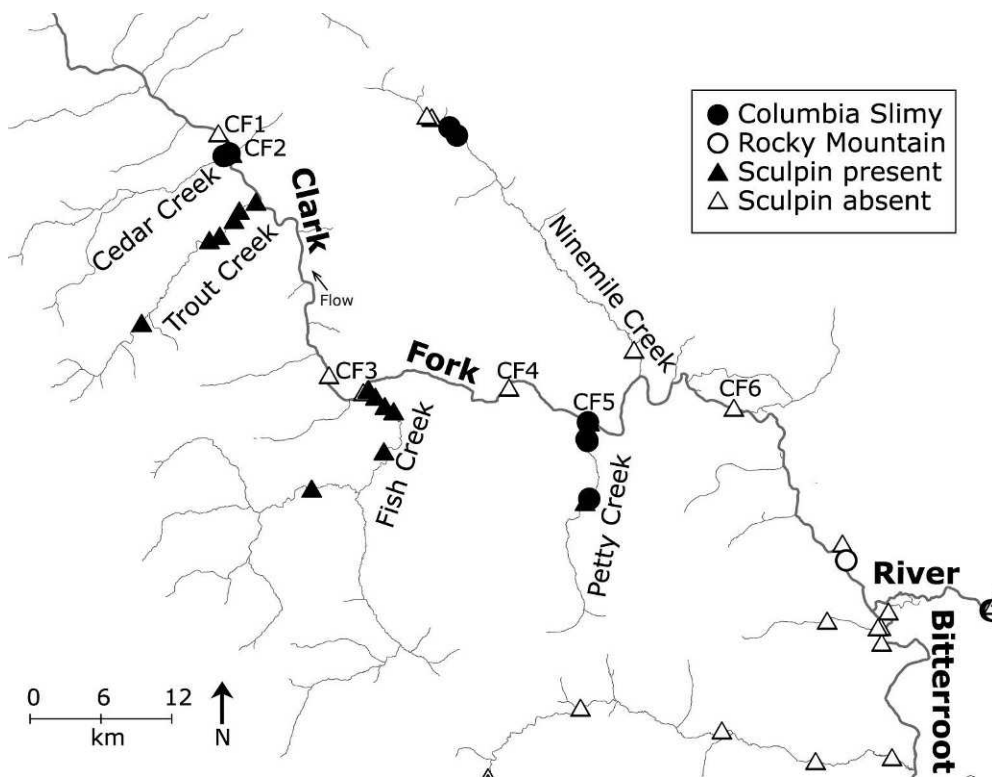 Columbia Slimy
Rocky Mountain
Sculpin present
Sculpin absent
CF1
CF2
Cedar Creek
Trout Creek
Clark
Flow
Ninemile Creek
CF3
Fork
CF4
CF5
CF6
Fish Creek
Petty Creek
River
Bitterroot
0 6 12
km
N